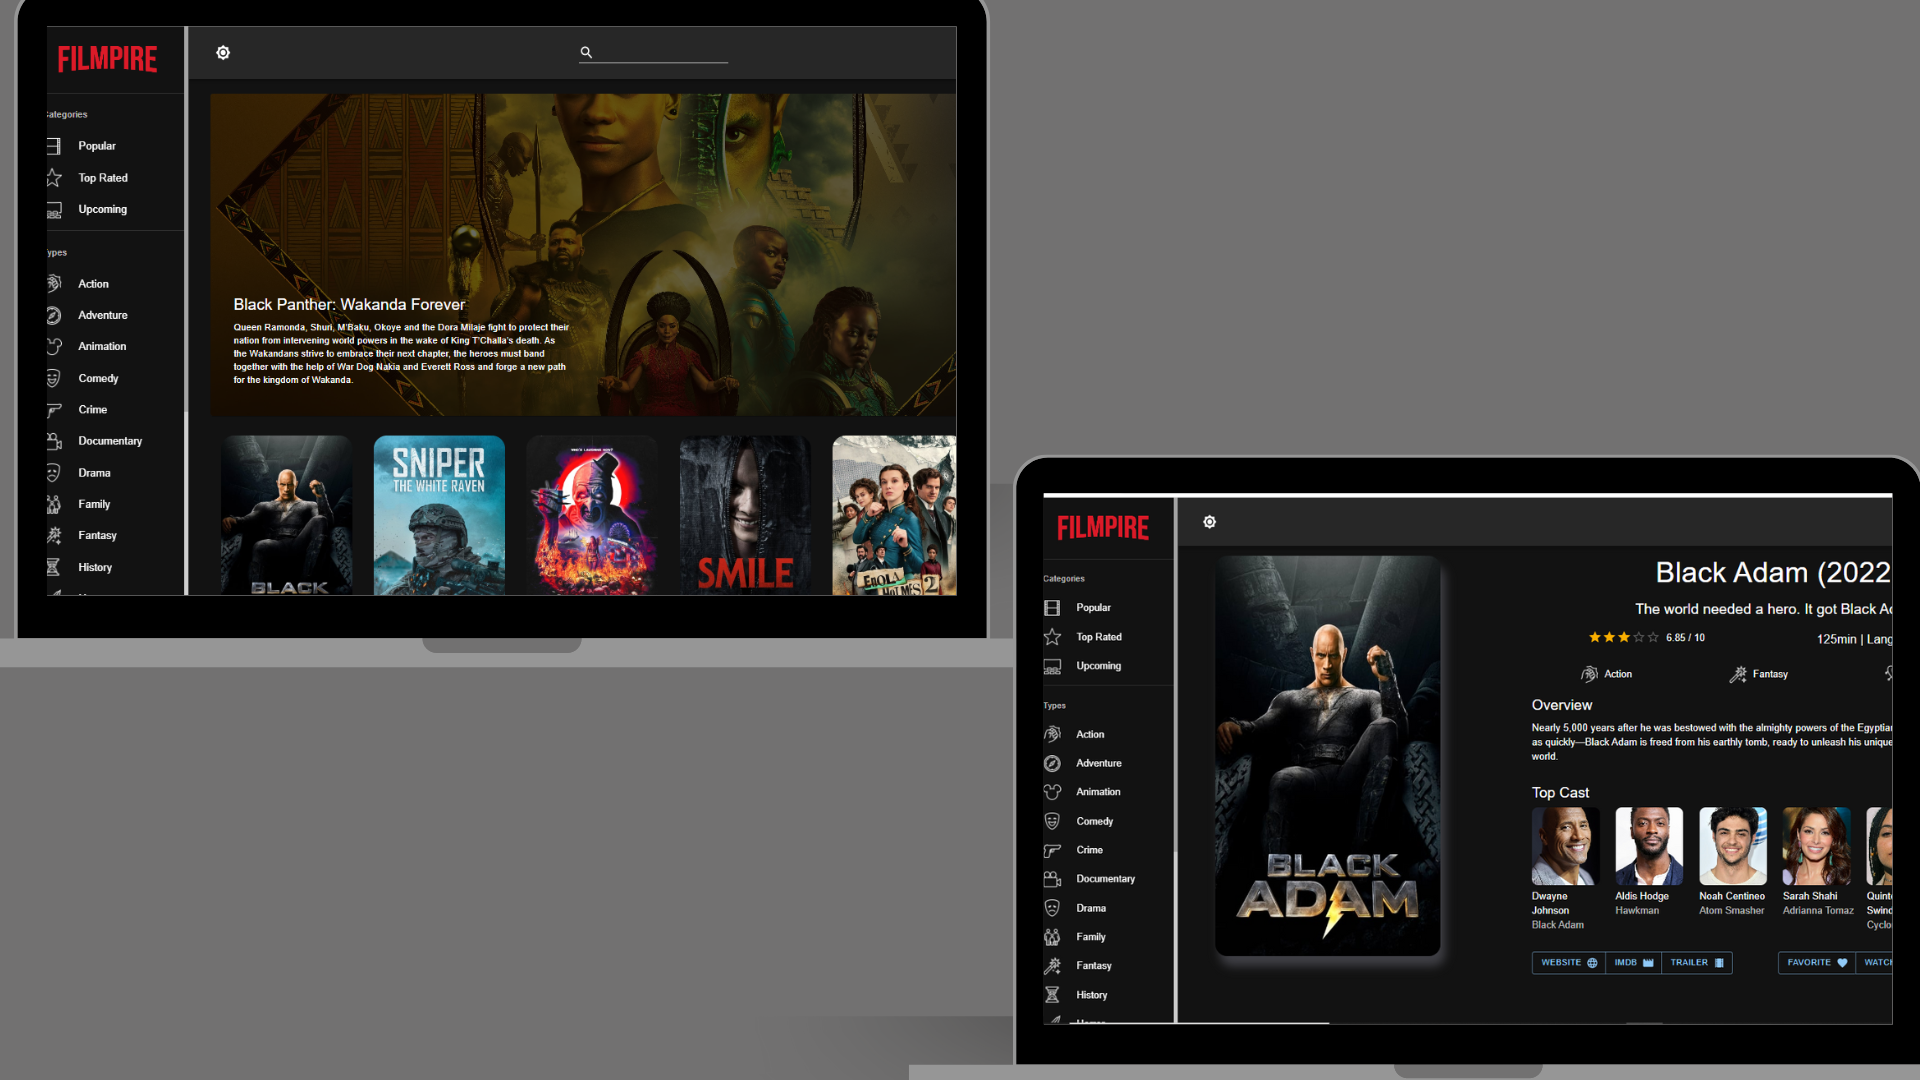 FILMPIRE
Categories
Popular
Top Rated
Upcoming
Types
Action
Adventure
Animation
Comedy
Crime
Documentary
Drama
Family
Fantasy
History
Black Panther: Wakanda Forever
Queen Ramonda, Shuri, M'Baku, Okoye and the Dora Milaje fight to protect their
nation from intervening world powers in the wake of King T'Challa's death. As
the Wakandans strive to embrace their next chapter, the heroes must band
together with the help of War Dog Nakia and Everett Ross and forge a new path
for the kingdom of Wakanda.
BLACK
SNIPER
THE WHITE RAVEN
SMILE
ENOLA
HOLMES 2
FILMPIRE
Categories
Popular
Top Rated
Upcoming
Types
Action
Adventure
Animation
Comedy
Crime
Documentary
Drama
Family
Fantasy
History
BLACK
ADAM
Black Adam (2022
The world needed a hero. It got Black Ad
6.85 / 10
125min | Lang
Action
Fantasy
Overview
Nearly 5,000 years after he was bestowed with the almighty powers of the Egyptian
as quickly—Black Adam is freed from his earthly tomb, ready to unleash his unique
world.
Top Cast
Dwayne
Johnson
Black Adam
Aldis Hodge
Hawkman
Noah Centineo
Atom Smasher
Sarah Shahi
Adrianna Tomaz
Quint
Swind
Cyclo
WEBSITE
IMDB
TRAILER
FAVORITE
WATCH